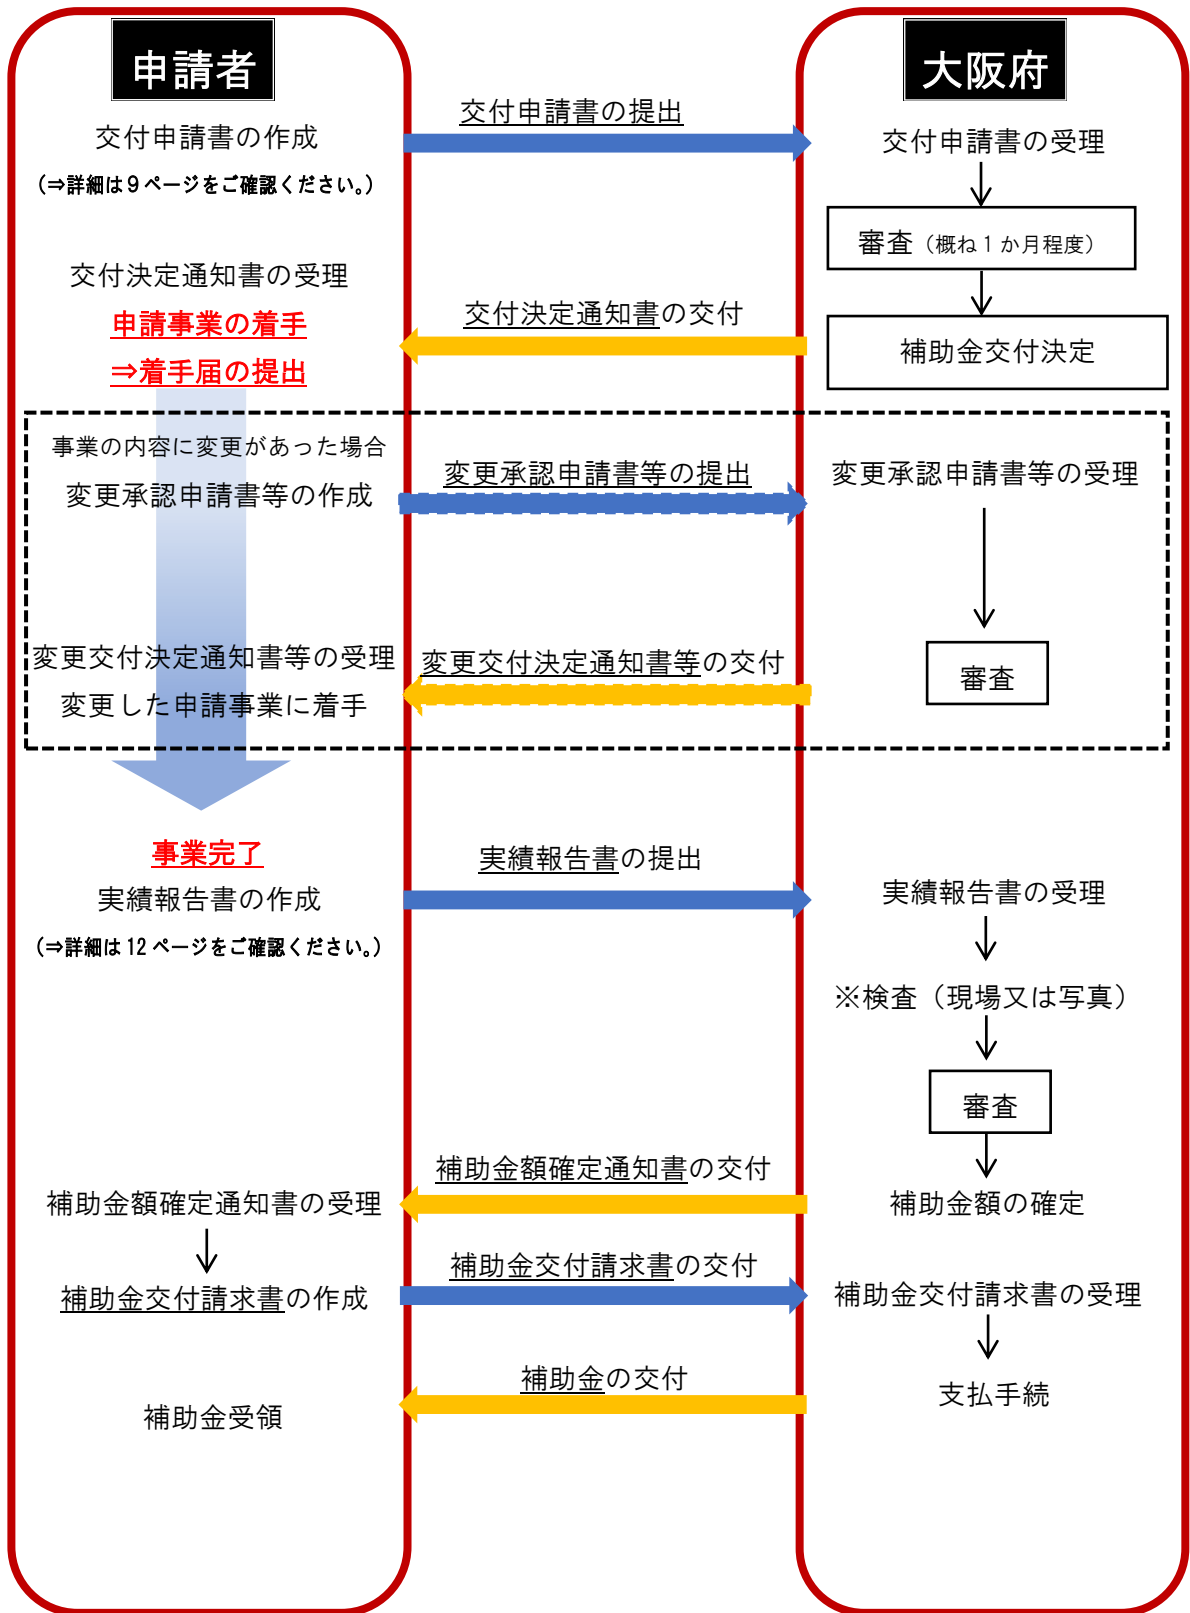 申請者
大阪府
交付申請書の作成
(⇒詳細は9ページをご確認ください。)
交付申請書の提出
交付申請書の受理
審査（概ね1か月程度）
交付決定通知書の受理
申請事業の着手
⇒着手届の提出
交付決定通知書の交付
補助金交付決定
事業の内容に変更があった場合
変更承認申請書等の作成
変更承認申請書等の提出
変更承認申請書等の受理
変更交付決定通知書等の受理
変更した申請事業に着手
変更交付決定通知書等の交付
審査
事業完了
実績報告書の作成
(⇒詳細は12ページをご確認ください。)
実績報告書の提出
実績報告書の受理
※検査（現場又は写真）
審査
補助金額確定通知書の交付
補助金額確定通知書の受理
補助金額の確定
補助金交付請求書の作成
補助金交付請求書の交付
補助金交付請求書の受理
補助金の交付
支払手続
補助金受領